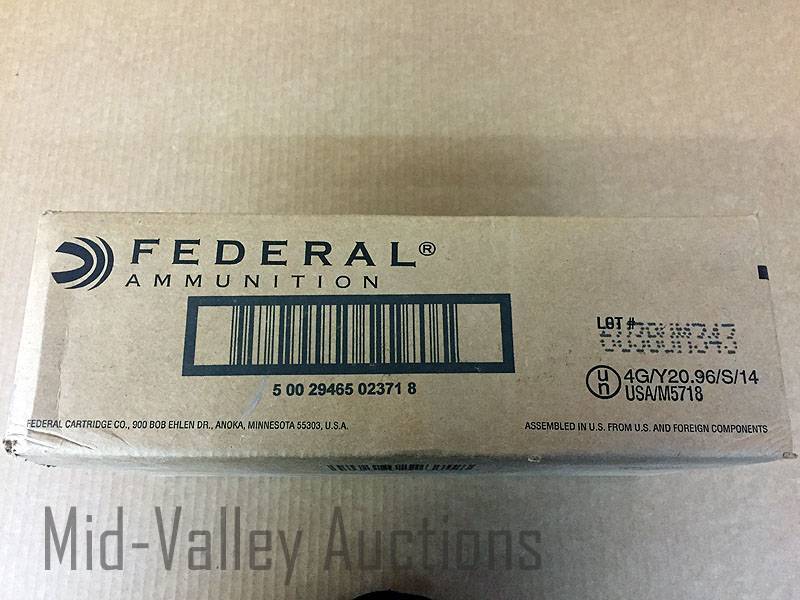 FEDERAL®
AMMUNITION
5 00 29465 02371 8
LOT #
un 4G/Y20.96/S/14
USA/M5718
FEDERAL CARTRIDGE CO., 900 BOB EHLEN DR., ANOKA, MINNESOTA 55303, U.S.A.
ASSEMBLED IN U.S. FROM U.S. AND FOREIGN COMPONENTS
Mid-Valley Auctions